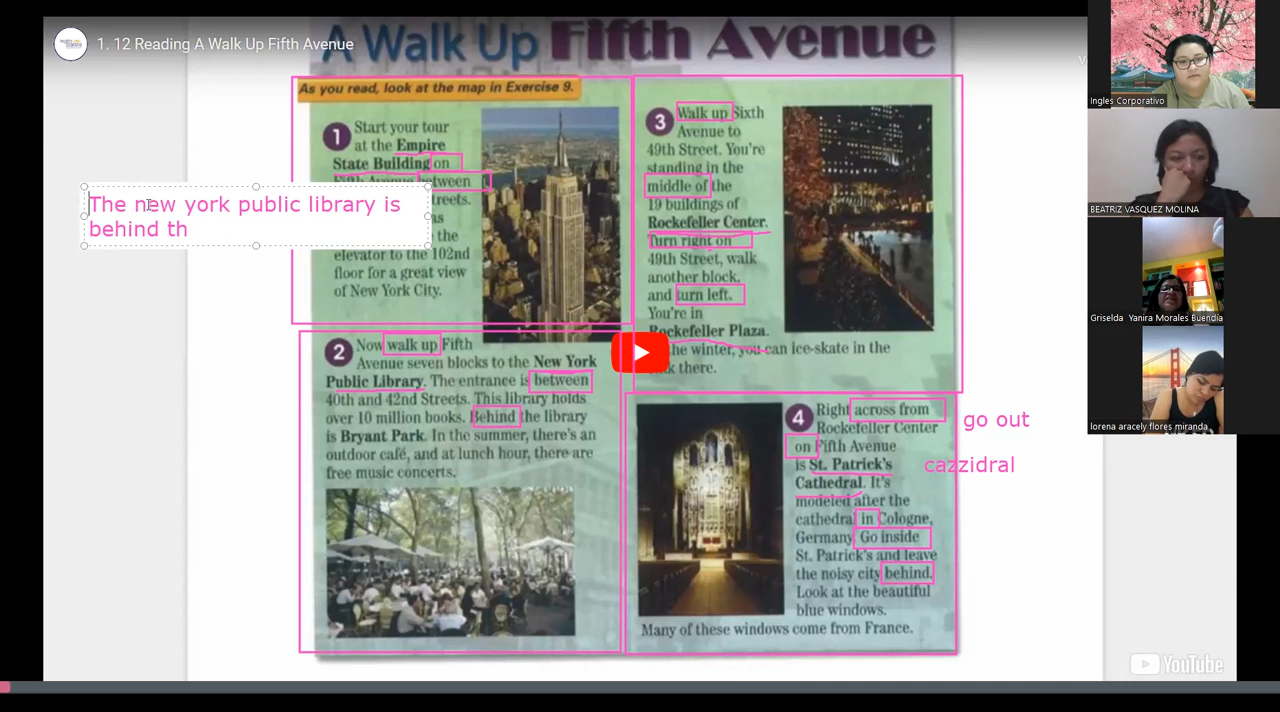 1. 12 Reading A Walk Up Fifth Avenue
A Walk Up Fifth Avenue
As you read, look at the map in Exercise 9.
1 Start your tour
at the Empire
State Building on
Fifth Avenue between
the
elevator to the 102nd
floor for a great view
of New York City.
The new york public library is
behind th
2 Now walk up Fifth
Avenue seven blocks to the New York
Public Library. The entrance is between
40th and 42nd Streets. This library holds
over 10 million books. Behind the library
is Bryant Park. In the summer, there's an
outdoor café, and at lunch hour, there are
free music concerts.
3 Walk up Sixth
Avenue to
49th Street. You're
standing in the
middle of the
19 buildings of
Rockefeller Center.
Turn right on
49th Street, walk
another block,
and turn left.
You're in
Rockefeller Plaza.
the winter, you can ice-skate in the
there.
4 Right across from
Rockefeller Center
on Fifth Avenue
is St. Patrick's
Cathedral. It's
modeled after the
cathedral in Cologne,
Germany. Go inside
St. Patrick's and leave
the noisy city behind.
Look at the beautiful
blue windows.
Many of these windows come from France.
go out
cazzidral
Ingles Corporativo
BEATRIZ VASQUEZ MOLINA
Griselda Yanira Morales Buendia
lorena aracely flores miranda
YouTube